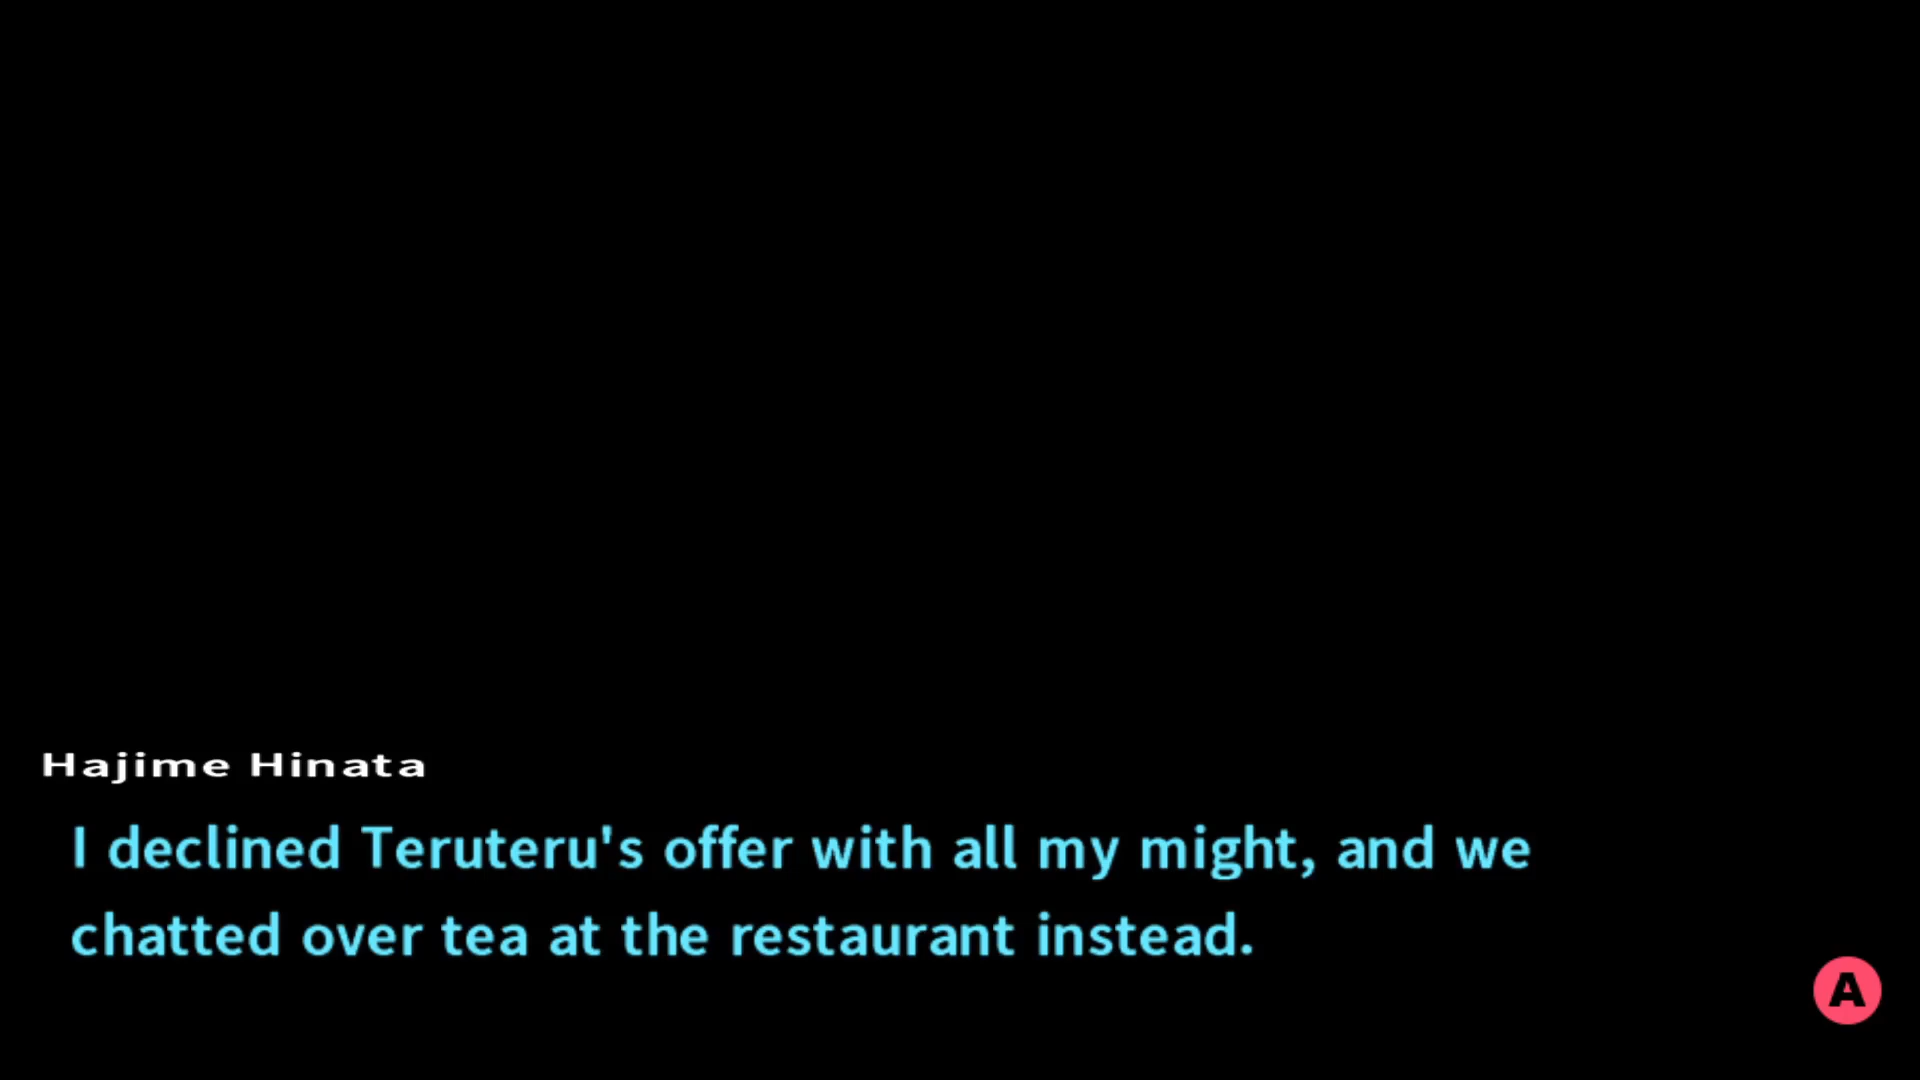 Hajime Hinata
I declined Teruteru's offer with all my might, and we
chatted over tea at the restaurant instead.
A